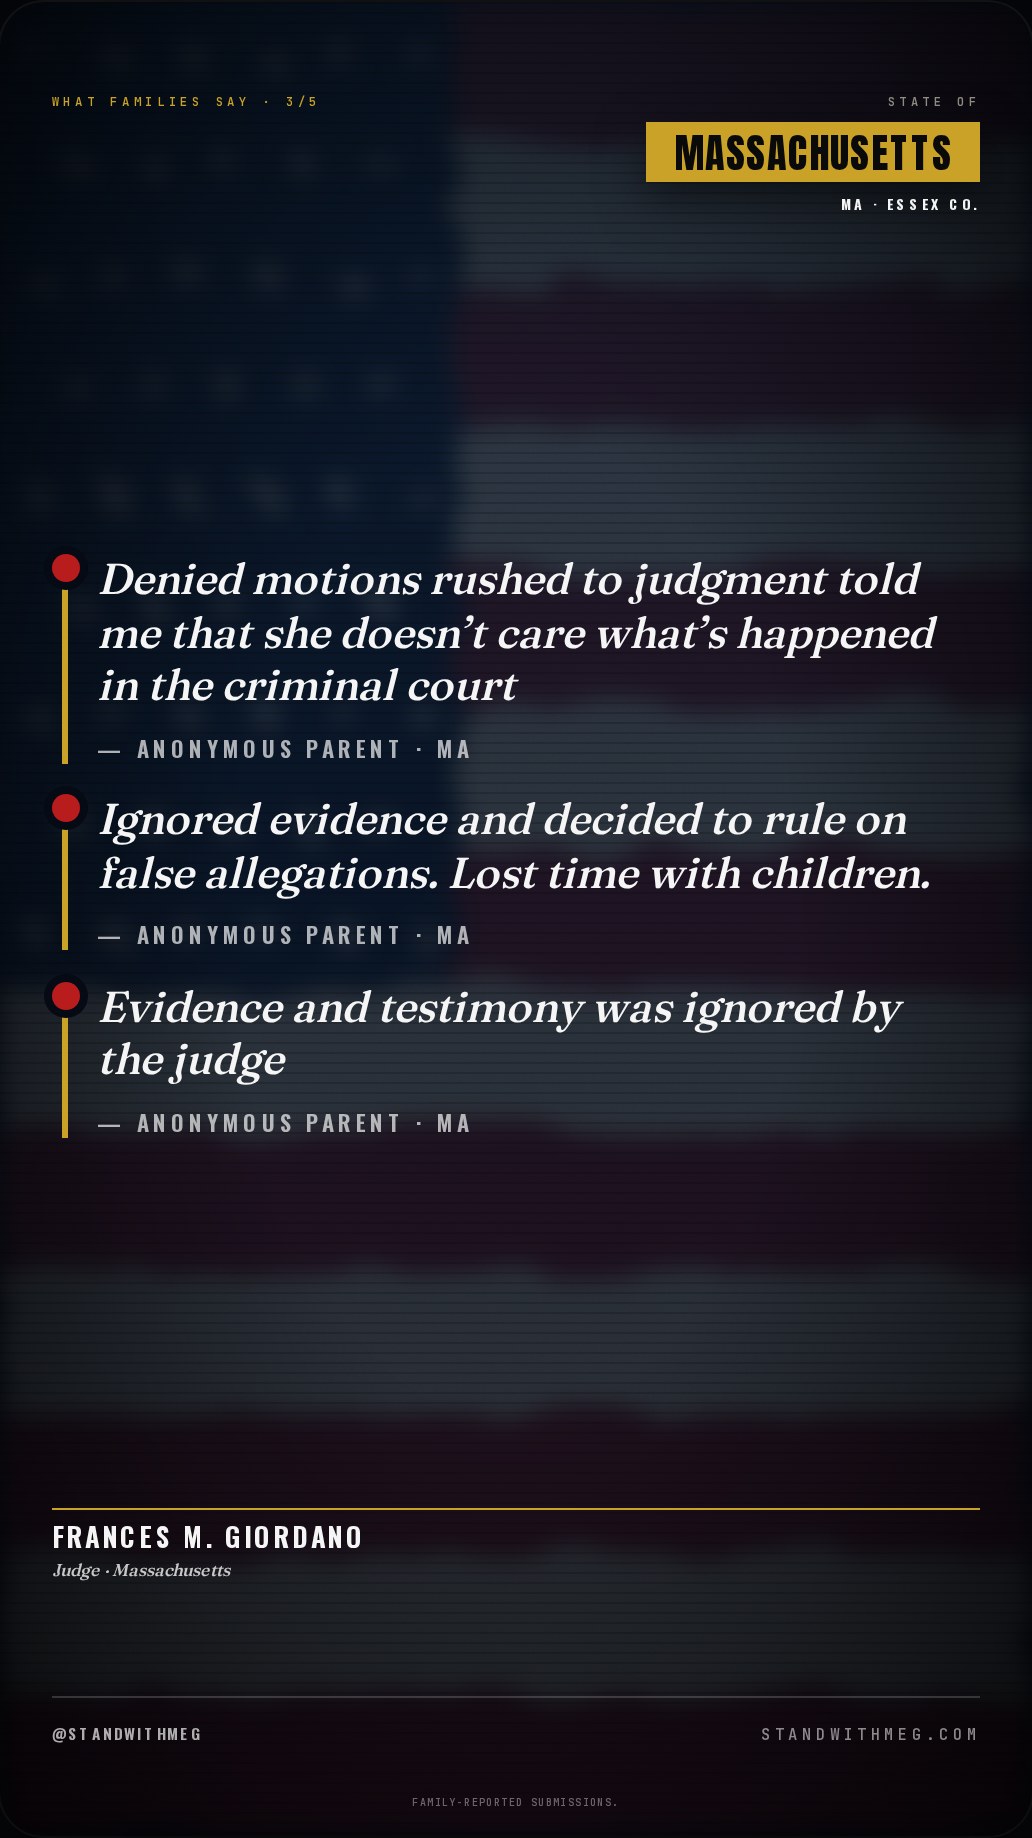 WHAT FAMILIES SAY · 3/5
STATE OF
MASSACHUSETTS
MA · ESSEX CO.
Denied motions rushed to judgment told
me that she doesn’t care what’s happened
in the criminal court
— ANONYMOUS PARENT · MA
Ignored evidence and decided to rule on
false allegations. Lost time with children.
— ANONYMOUS PARENT · MA
Evidence and testimony was ignored by
the judge
— ANONYMOUS PARENT · MA
FRANCES M. GIORDANO
Judge · Massachusetts
@STANDWITHMEG
STANDWITHMEG.COM
FAMILY-REPORTED SUBMISSIONS.